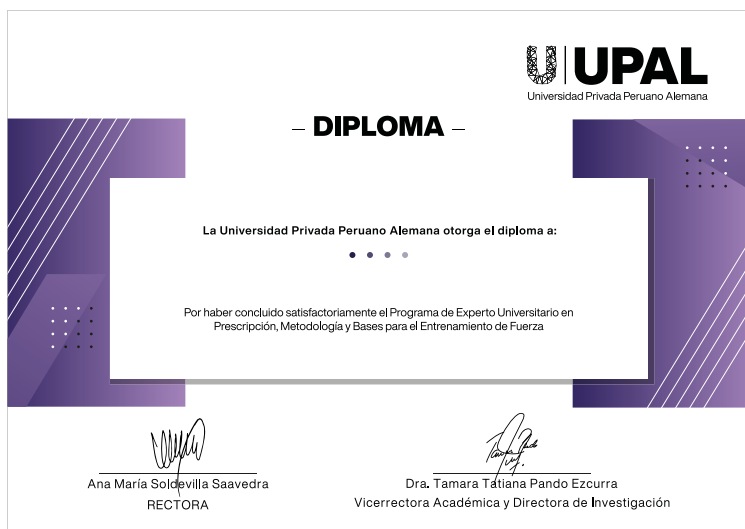 UPAL
Universidad Privada Peruano Alemana
– DIPLOMA –
La Universidad Privada Peruano Alemana otorga el diploma a:
Por haber concluido satisfactoriamente el Programa de Experto Universitario en
Prescripción, Metodología y Bases para el Entrenamiento de Fuerza
Ana María Soldevilla Saavedra
RECTORA
Dra. Tamara Tatiana Pando Ezcurra
Vicerrectora Académica y Directora de Investigación